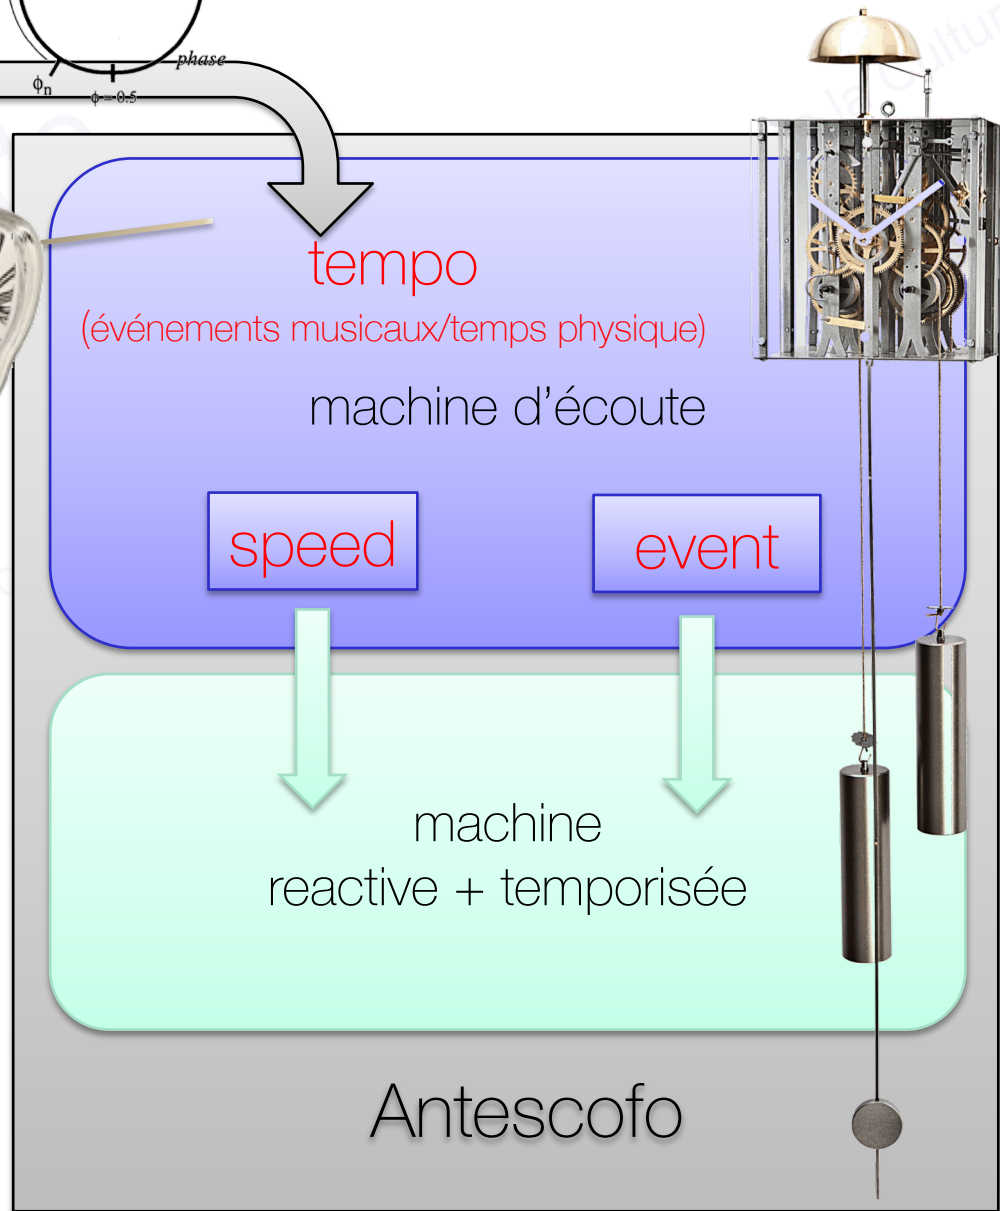 phase
ϕn
ϕ = 0.5
tempo
(événements musicaux/temps physique)
machine d’écoute
speed
event
machine
reactive + temporisée
Antescofo